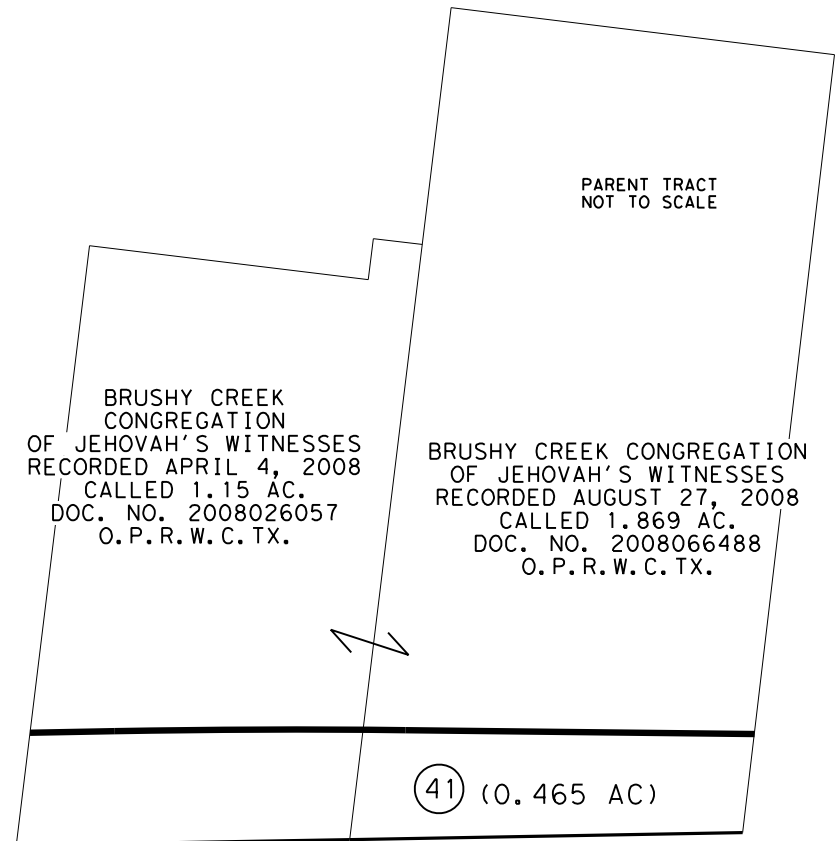 PARENT TRACT
NOT TO SCALE
BRUSHY CREEK
CONGREGATION
OF JEHOVAH'S WITNESSES
RECORDED APRIL 4, 2008
CALLED 1.15 AC.
DOC. NO. 2008026057
O.P.R.W.C.TX.
BRUSHY CREEK CONGREGATION
OF JEHOVAH'S WITNESSES
RECORDED AUGUST 27, 2008
CALLED 1.869 AC.
DOC. NO. 2008066488
O.P.R.W.C.TX.
41 (0.465 AC)